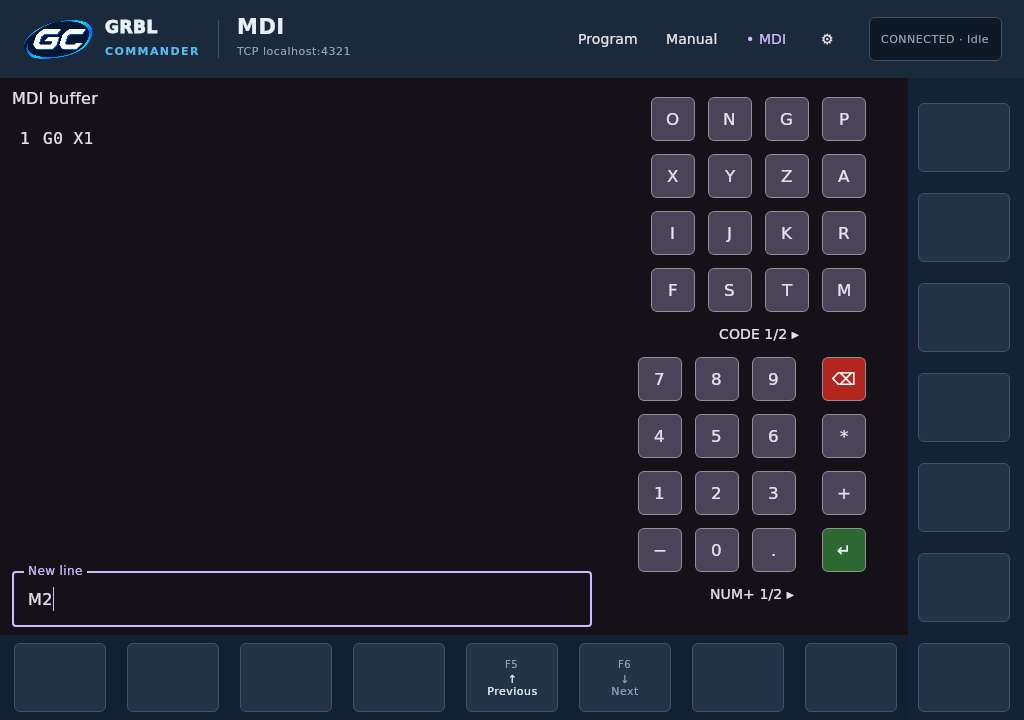 GC
GRBL
COMMANDER
MDI
TCP localhost:4321
Program
Manual
• MDI
⚙
CONNECTED · Idle
MDI buffer
1 G0 X1
O N G P
X Y Z A
I J K R
F S T M
CODE 1/2 ▸
7 8 9 ⌫
4 5 6 *
1 2 3 +
− 0 . ↵
NUM+ 1/2 ▸
New line
M2
F5
↑
Previous
F6
↓
Next